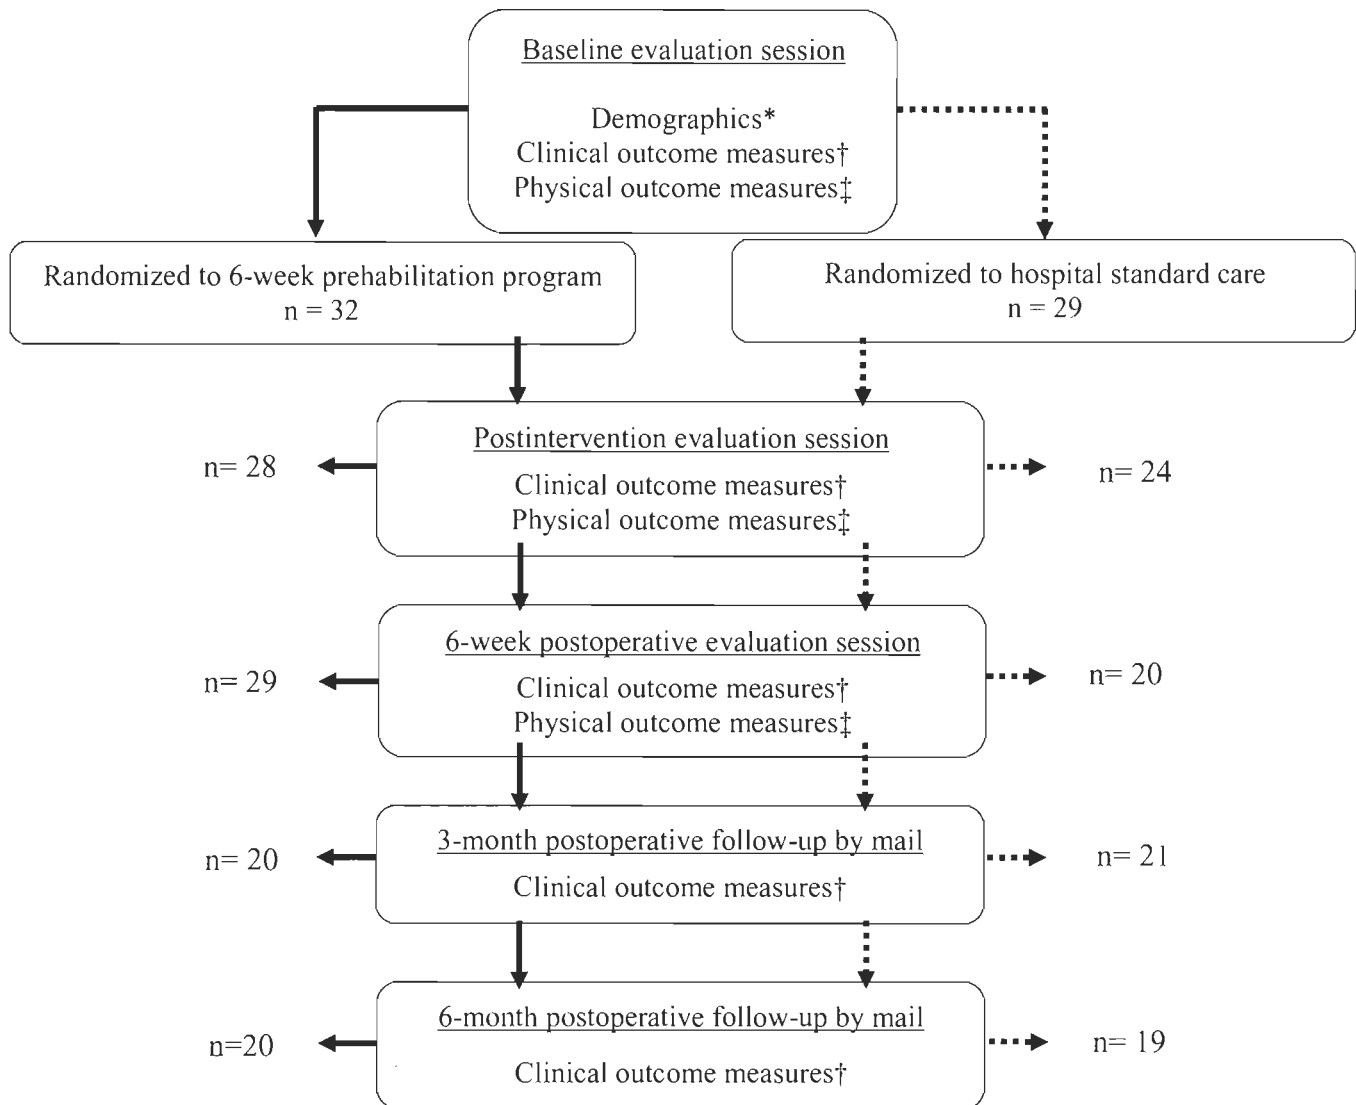 Baseline evaluation session
Demographics*
Clinical outcome measures†
Physical outcome measures‡
Randomized to 6-week prehabilitation program
n = 32
Randomized to hospital standard care
n = 29
Postintervention evaluation session
Clinical outcome measures†
Physical outcome measures‡
n= 28
n= 24
6-week postoperative evaluation session
Clinical outcome measures†
Physical outcome measures‡
n= 29
n= 20
3-month postoperative follow-up by mail
Clinical outcome measures†
n= 20
n= 21
6-month postoperative follow-up by mail
Clinical outcome measures†
n=20
n= 19